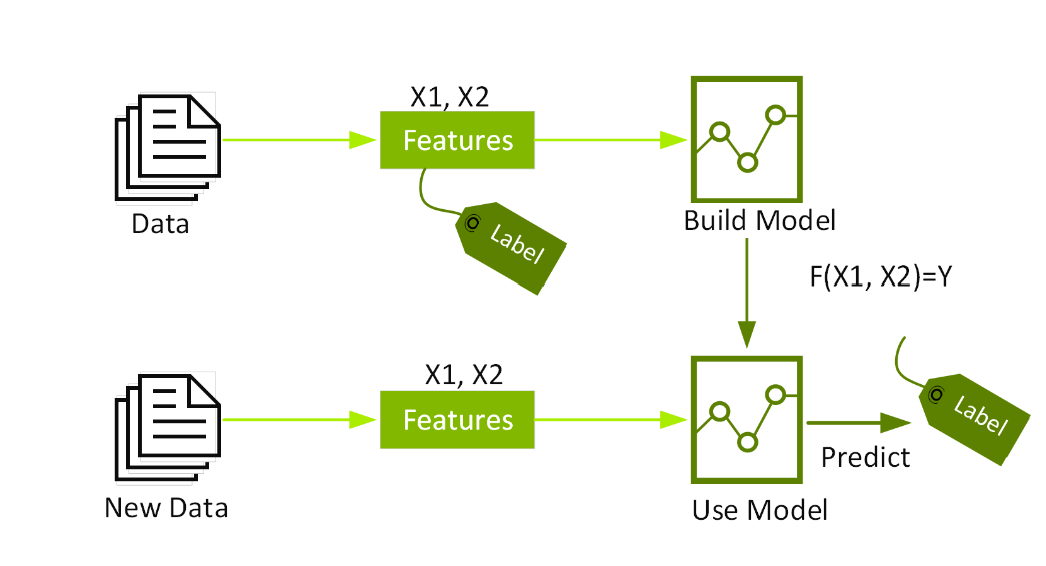 X1, X2
Features
Label
Data
Build Model
F(X1, X2)=Y
X1, X2
Features
Label
Predict
New Data
Use Model